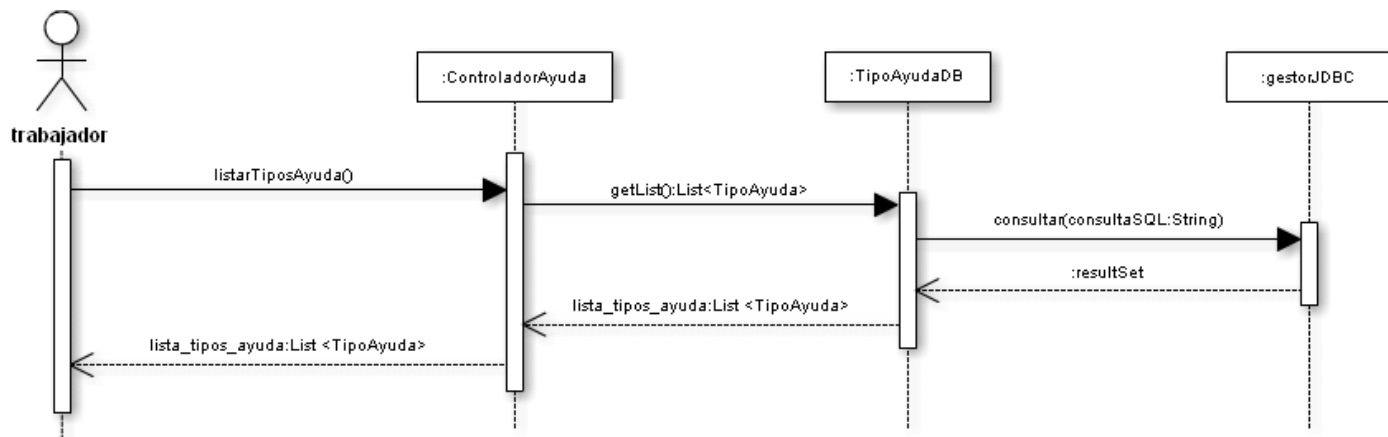 :ControladorAyuda
:TipoAyudaDB
:gestorJDBC
trabajador
listarTiposAyuda()
getList():List<TipoAyuda>
consultar(consultaSQL:String)
:resultSet
lista_tipos_ayuda:List <TipoAyuda>
lista_tipos_ayuda:List <TipoAyuda>